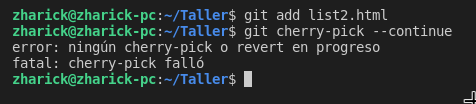 zharick@zharick-pc:~/Taller$ git add list2.html
zharick@zharick-pc:~/Taller$ git cherry-pick --continue
error: ningún cherry-pick o revert en progreso
fatal: cherry-pick falló
zharick@zharick-pc:~/Taller$